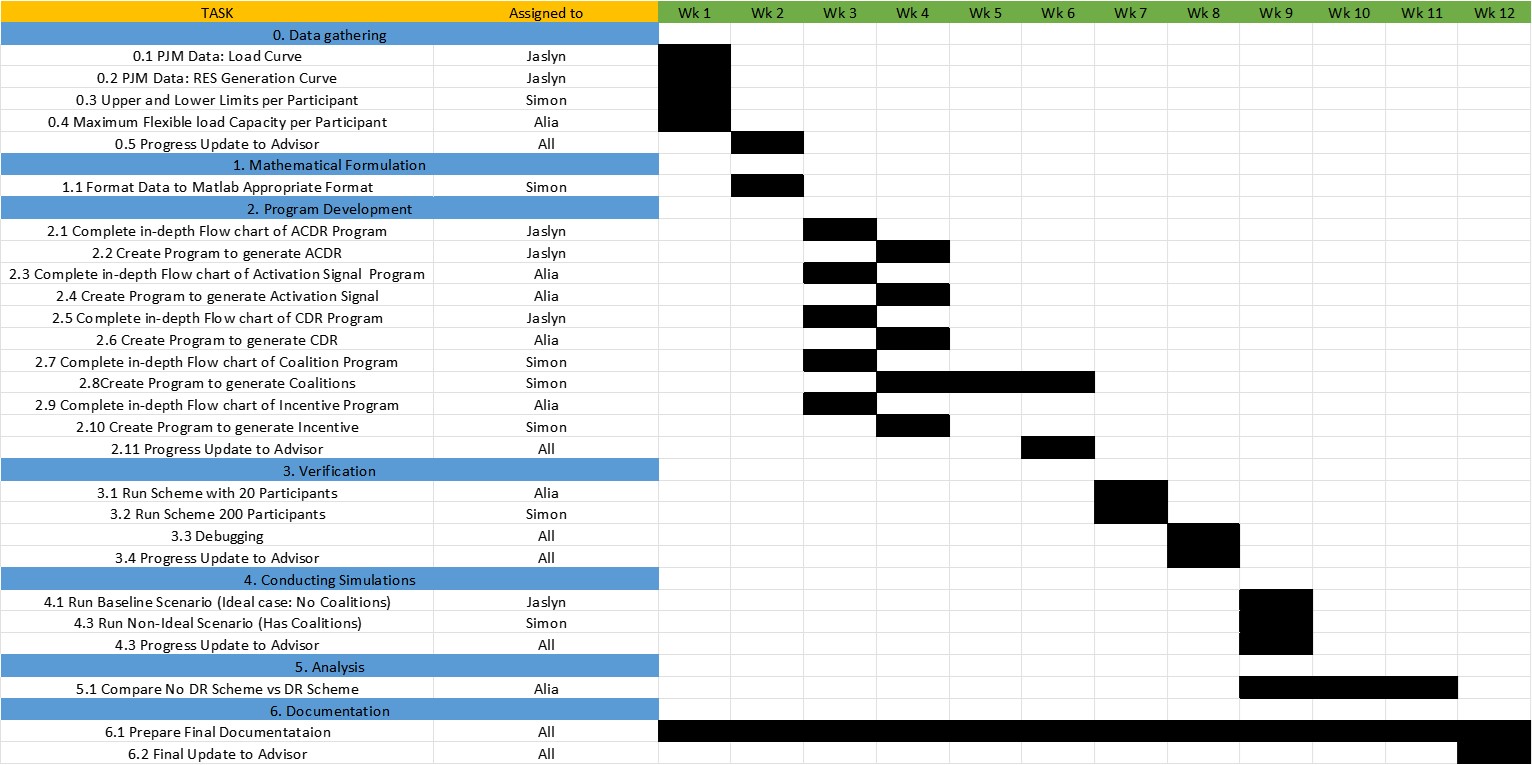 TASK Assigned to Wk 1 Wk 2 Wk 3 Wk 4 Wk 5 Wk 6 Wk 7 Wk 8 Wk 9 Wk 10 Wk 11 Wk 12
0. Data gathering
0.1 PJM Data: Load Curve Jaslyn
0.2 PJM Data: RES Generation Curve Jaslyn
0.3 Upper and Lower Limits per Participant Simon
0.4 Maximum Flexible load Capacity per Participant Alia
0.5 Progress Update to Advisor All
1. Mathematical Formulation
1.1 Format Data to Matlab Appropriate Format Simon
2. Program Development
2.1 Complete in-depth Flow chart of ACDR Program Jaslyn
2.2 Create Program to generate ACDR Jaslyn
2.3 Complete in-depth Flow chart of Activation Signal Program Alia
2.4 Create Program to generate Activation Signal Alia
2.5 Complete in-depth Flow chart of CDR Program Jaslyn
2.6 Create Program to generate CDR Alia
2.7 Complete in-depth Flow chart of Coalition Program Simon
2.8Create Program to generate Coalitions Simon
2.9 Complete in-depth Flow chart of Incentive Program Alia
2.10 Create Program to generate Incentive Simon
2.11 Progress Update to Advisor All
3. Verification
3.1 Run Scheme with 20 Participants Alia
3.2 Run Scheme 200 Participants Simon
3.3 Debugging All
3.4 Progress Update to Advisor All
4. Conducting Simulations
4.1 Run Baseline Scenario (Ideal case: No Coalitions) Jaslyn
4.3 Run Non-Ideal Scenario (Has Coalitions) Simon
4.3 Progress Update to Advisor All
5. Analysis
5.1 Compare No DR Scheme vs DR Scheme Alia
6. Documentation
6.1 Prepare Final Documentataion All
6.2 Final Update to Advisor All